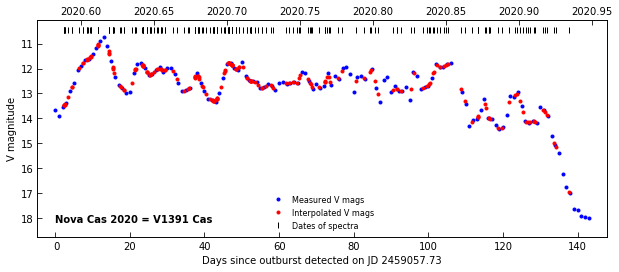 2020.60 2020.65 2020.70 2020.75 2020.80 2020.85 2020.90 2020.95
11
12
13
14
15
16
17
18
V magnitude
Measured V mags
Interpolated V mags
Dates of spectra
Nova Cas 2020 = V1391 Cas
0 20 40 60 80 100 120 140
Days since outburst detected on JD 2459057.73